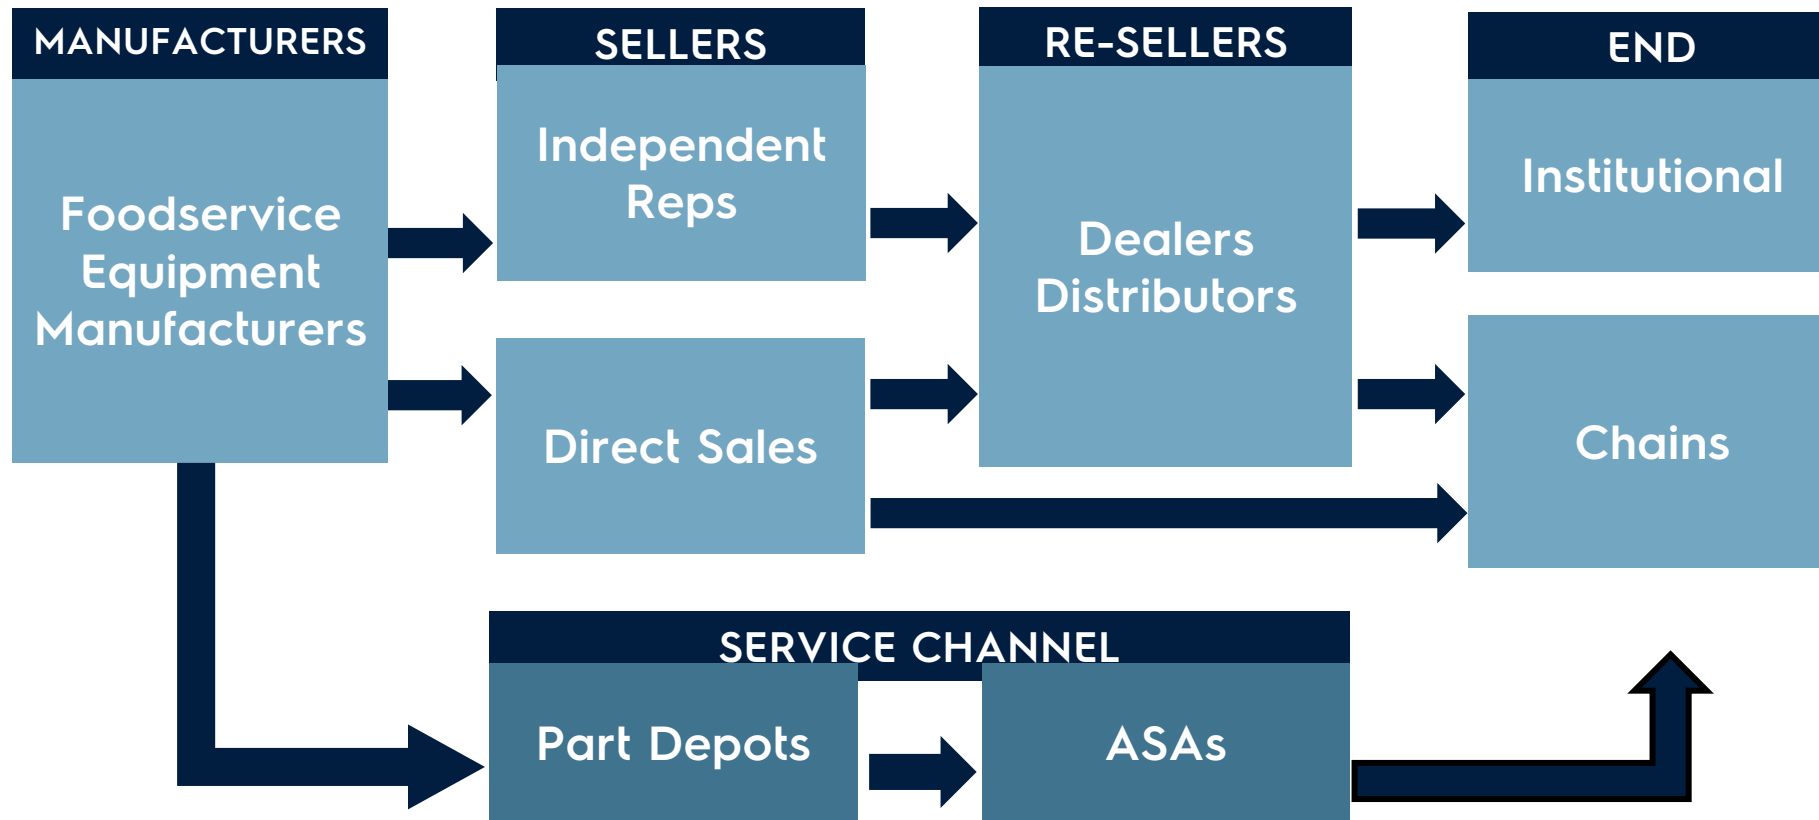 MANUFACTURERS
Foodservice
Equipment
Manufacturers
SELLERS
Independent
Reps
Direct Sales
RE-SELLERS
Dealers
Distributors
END
Institutional
Chains
SERVICE CHANNEL
Part Depots
ASAs